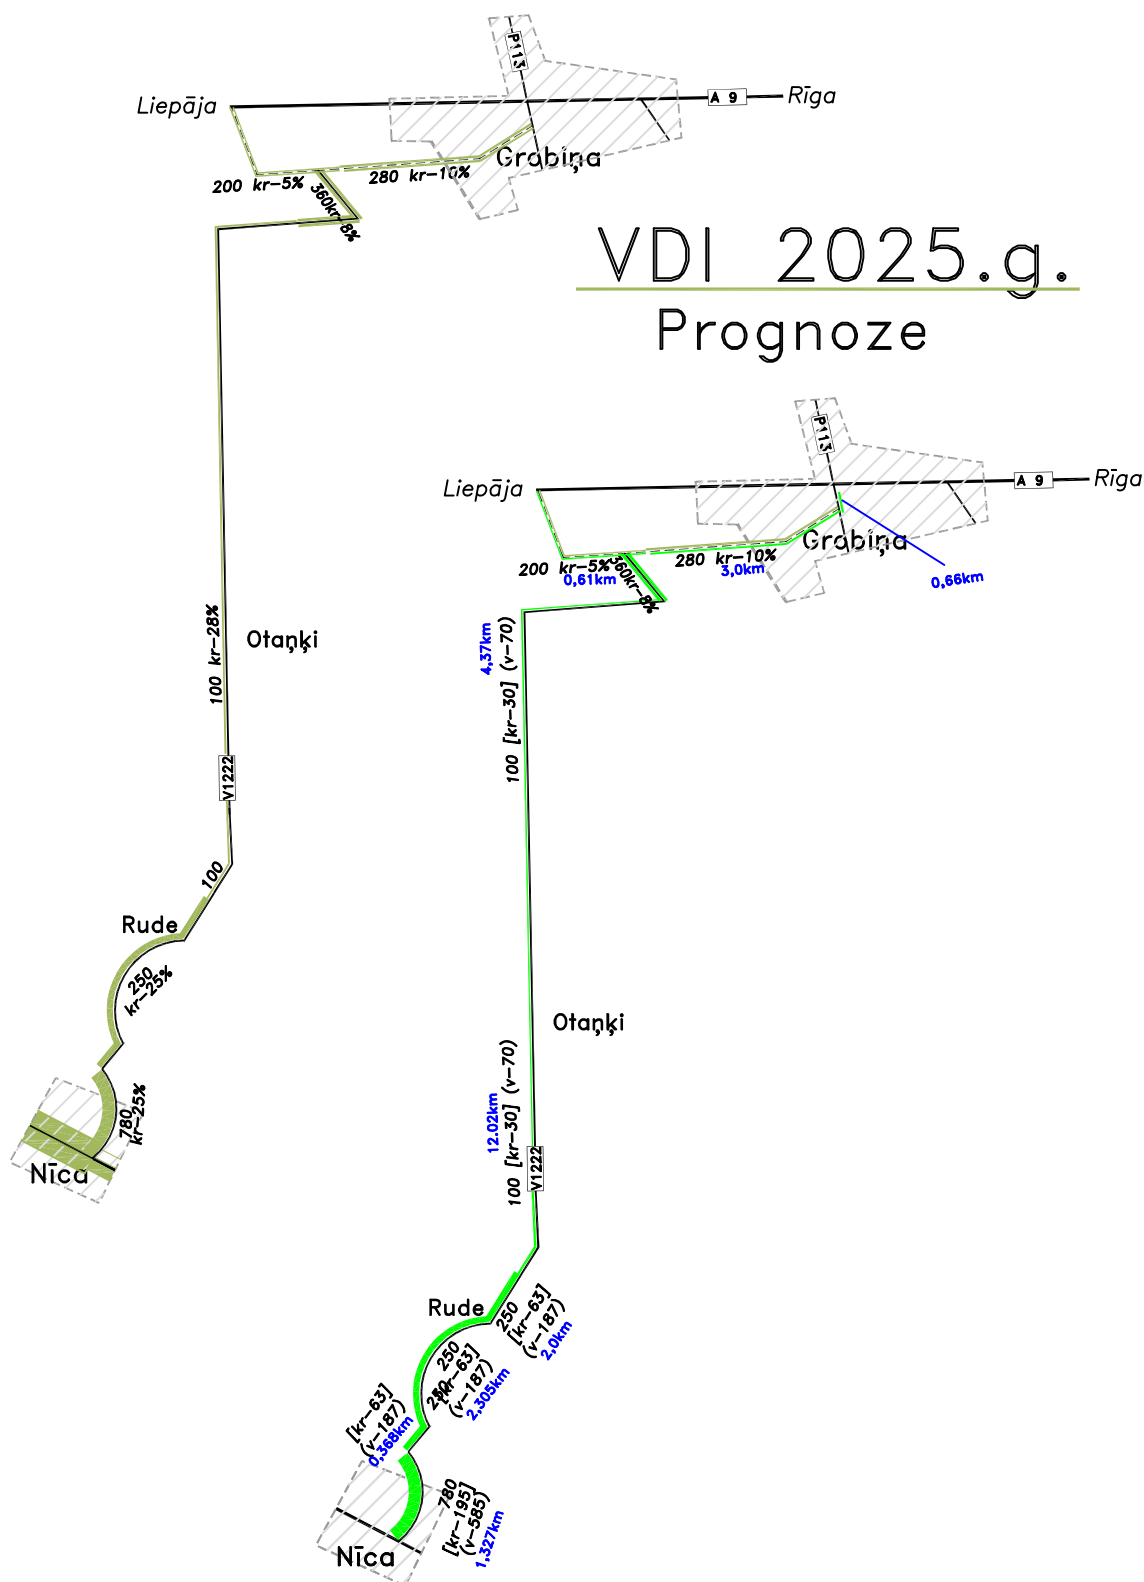 P113
Liepāja
A 9
Rīga
Grobiņa
200 kr-5%
280 kr-10%
360kr-8%
VDI 2025.g.
Prognoze
100 kr-28%
Otaņķi
V1222
100
Rude
250
kr-25%
780
kr-25%
Nīca
P113
Liepāja
A 9
Rīga
Grobiņa
200 kr-5%
0,61km
280 kr-10%
3,0km
0,66km
360kr-8%
4,37km
100 [kr-30] (v-70)
Otaņķi
12.02km
100 [kr-30] (v-70)
V1222
Rude
250
[kr-63]
(v-187)
2,0km
250
[kr-63]
(v-187)
2,305km
250
[kr-63]
(v-187)
0,368km
780
[kr-195]
(v-585)
1,327km
Nīca